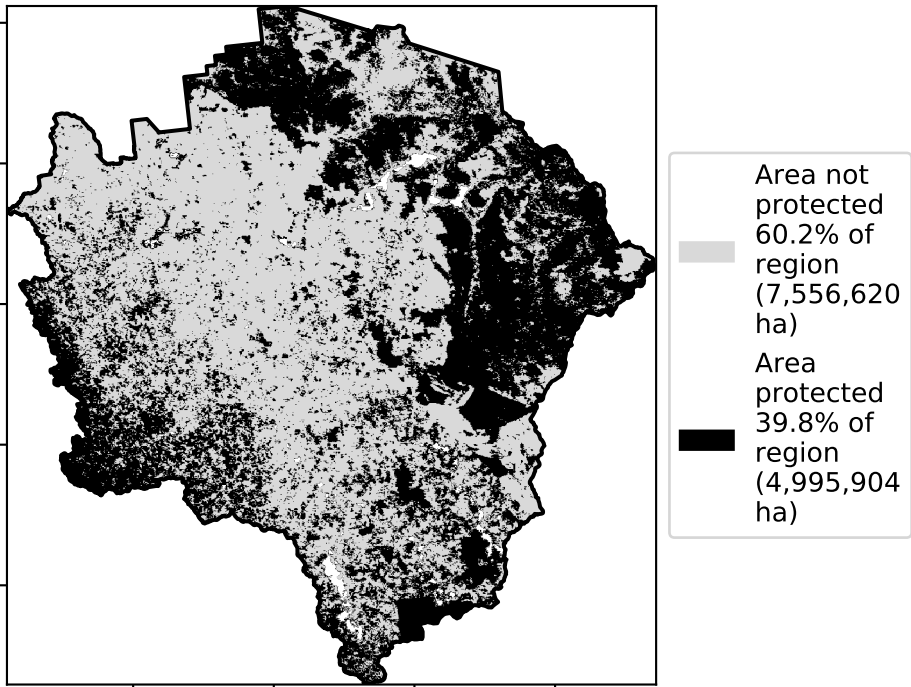 Area not
protected
60.2% of
region
(7,556,620
ha)
Area
protected
39.8% of
region
(4,995,904
ha)